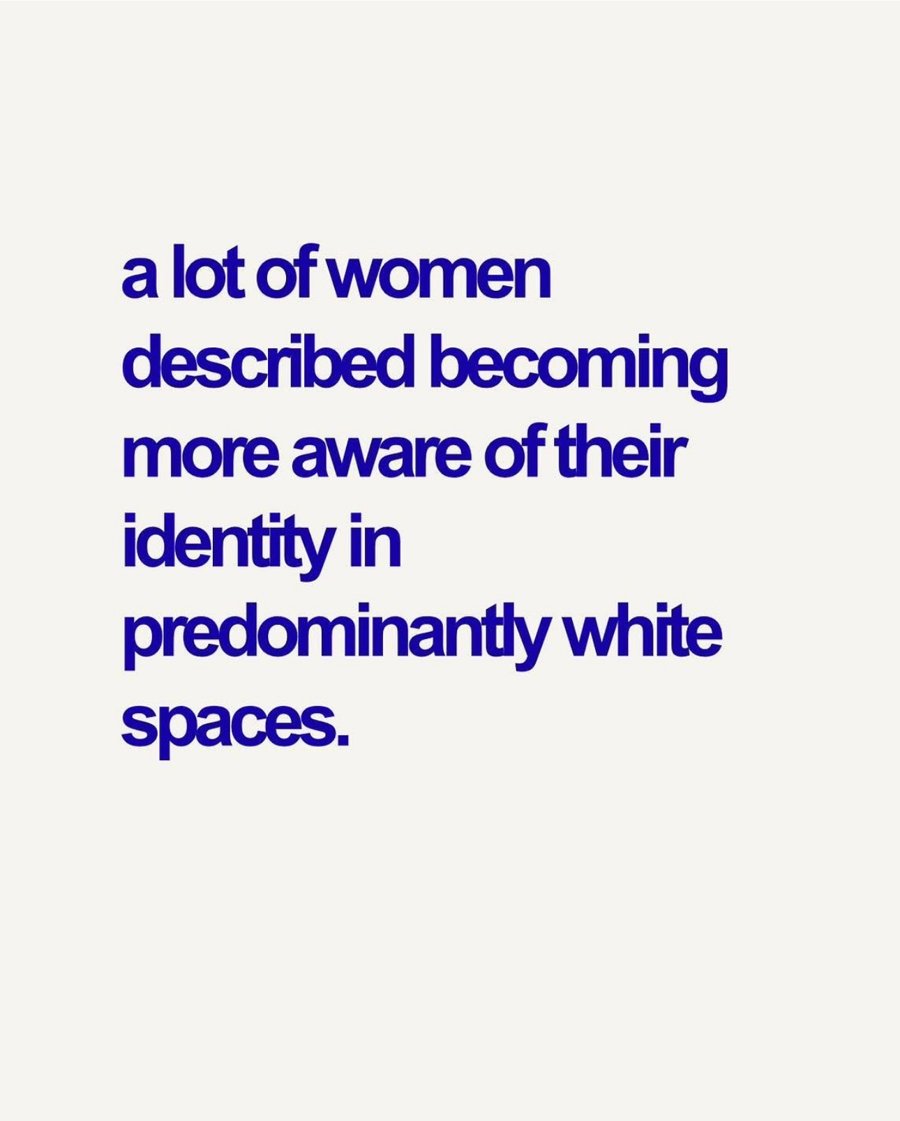 a lot of women
described becoming
more aware of their
identity in
predominantly white
spaces.